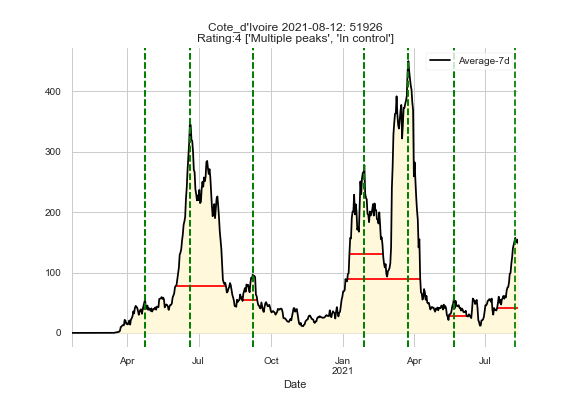 Cote_d'Ivoire 2021-08-12: 51926
Rating:4 ['Multiple peaks', 'In control']
Average-7d
400
300
200
100
0
Apr Jul Oct Jan Apr Jul
2021
Date